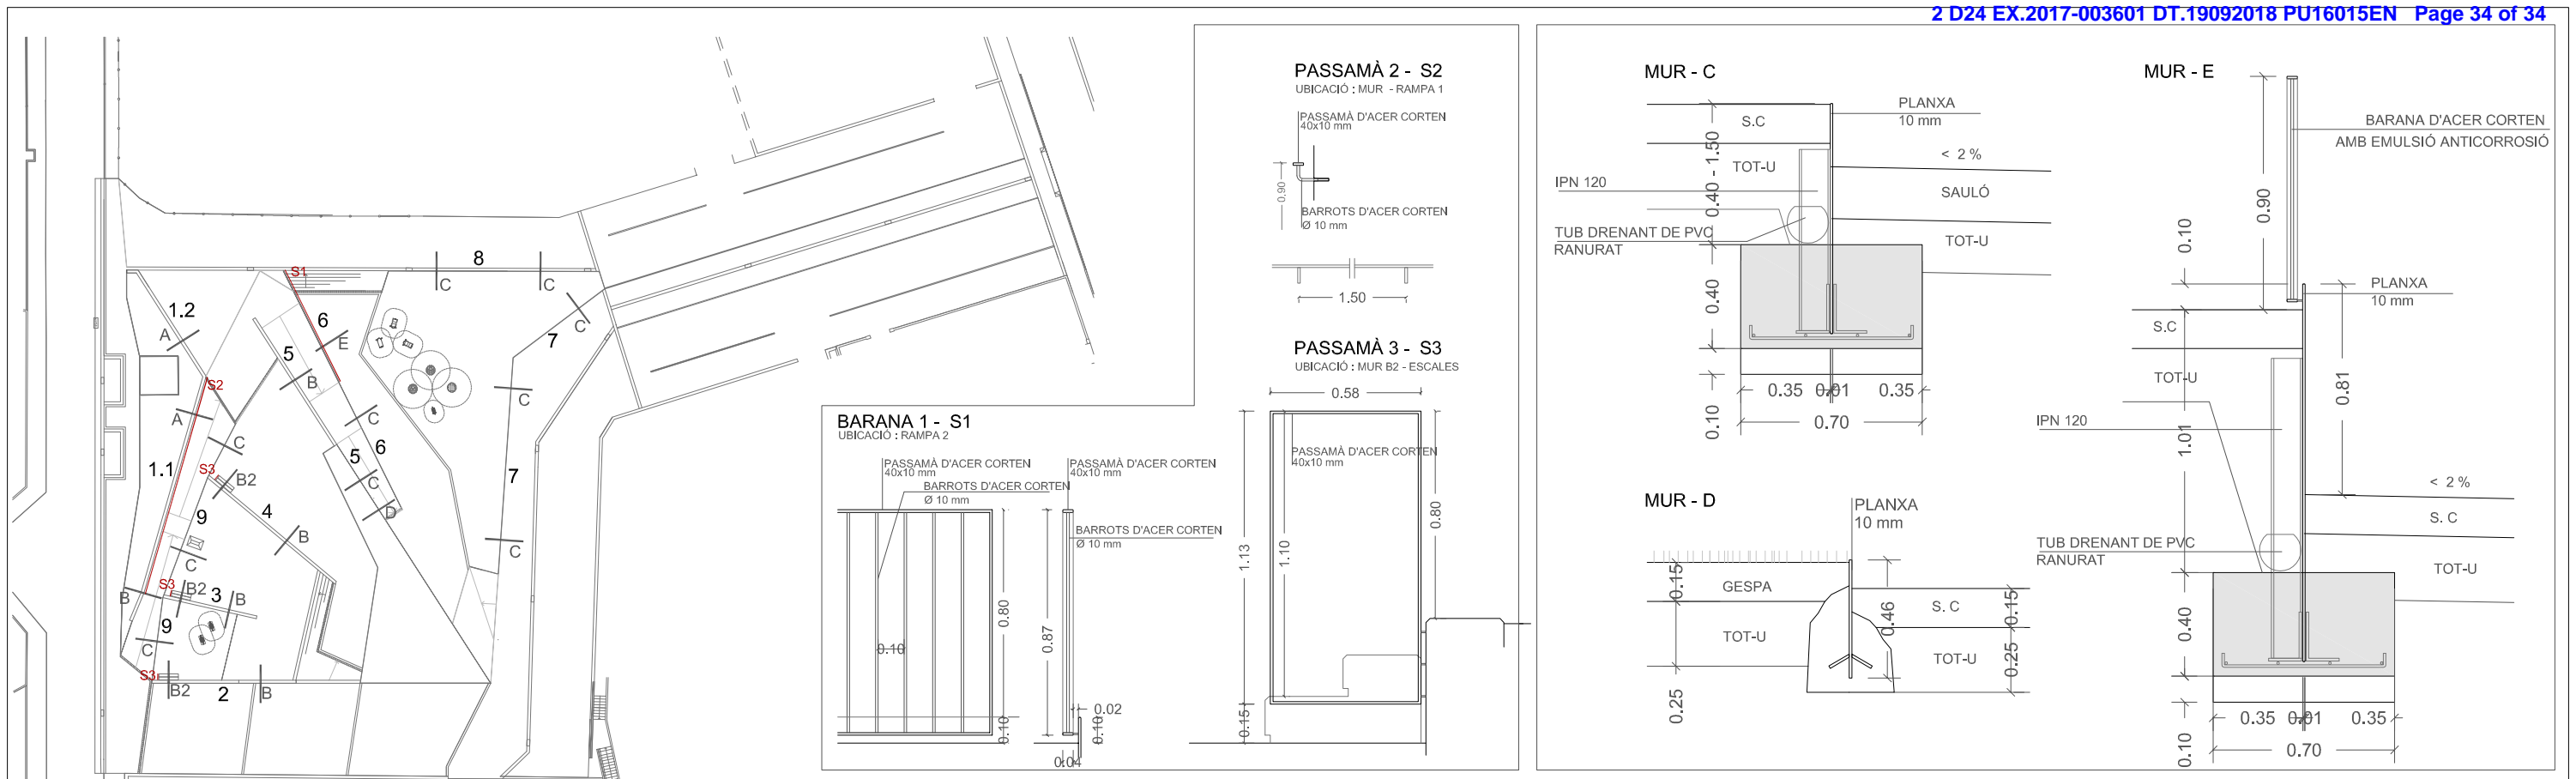 2 D24 EX.2017-003601 DT.19092018 PU16015EN Page 34 of 34
8
C
C
S1
1.2
A
6
E
5
B
7
C
S2
A
C
C
6
5
C
D
1.1
S3
B2
4
B
9
7
C
C
S3
B2
B
3
B
9
C
S3
B2
2
B
PASSAMÀ 2 - S2
UBICACIÓ : MUR - RAMPA 1
PASSAMÀ D'ACER CORTEN
40x10 mm
0.90
BARROTS D'ACER CORTEN
Ø 10 mm
1.50
PASSAMÀ 3 - S3
UBICACIÓ : MUR B2 - ESCALES
0.58
PASSAMÀ D'ACER CORTEN
40x10 mm
1.13
1.10
0.80
0.15
BARANA 1 - S1
UBICACIÓ : RAMPA 2
PASSAMÀ D'ACER CORTEN
40x10 mm
BARROTS D'ACER CORTEN
Ø 10 mm
0.10
0.80
0.10
PASSAMÀ D'ACER CORTEN
40x10 mm
BARROTS D'ACER CORTEN
Ø 10 mm
0.87
0.02
0.10
0.04
MUR - C
PLANXA
10 mm
S.C
TOT-U
0.40 - 1.50
< 2 %
SAULÓ
TOT-U
IPN 120
TUB DRENANT DE PVC
RANURAT
0.40
0.10
0.35 0.01 0.35
0.70
MUR - D
PLANXA
10 mm
0.15
GESPA
TOT-U
0.25
0.46
S. C
TOT-U
0.15
0.25
MUR - E
BARANA D'ACER CORTEN
AMB EMULSIÓ ANTICORROSIÓ
0.90
0.10
PLANXA
10 mm
S.C
TOT-U
0.81
IPN 120
1.01
< 2 %
S. C
TOT-U
TUB DRENANT DE PVC
RANURAT
0.40
0.10
0.35 0.01 0.35
0.70